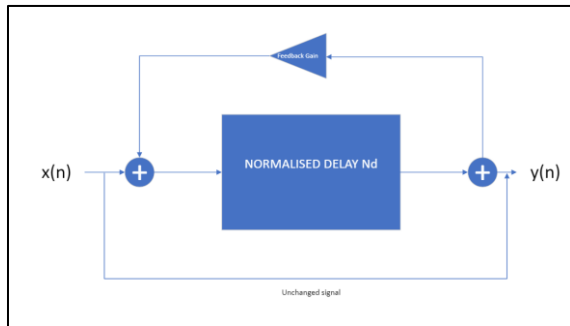 Feedback Gain
x(n)
+
NORMALISED DELAY Nd
+
y(n)
Unchanged signal